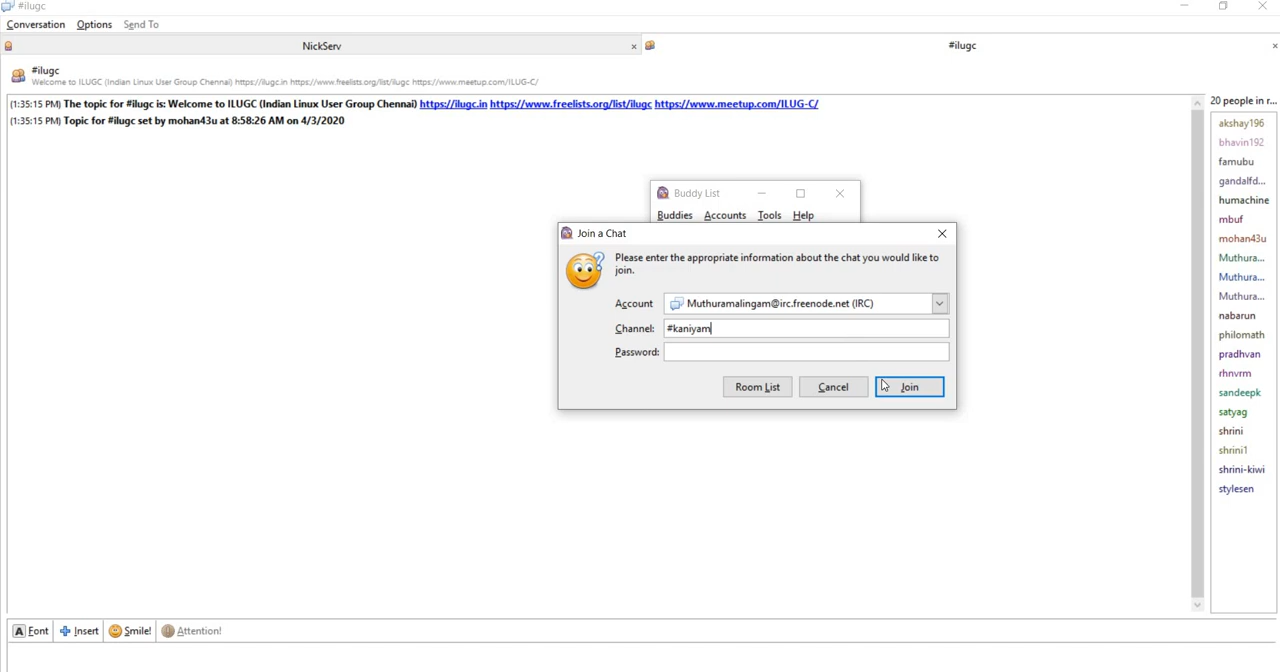 #ilugc
Conversation Options Send To
NickServ × #ilugc ×
#ilugc
Welcome to ILUGC (Indian Linux User Group Chennai) https://ilugc.in https://www.freelists.org/list/ilugc https://www.meetup.com/ILUG-C/
(1:35:15 PM) The topic for #ilugc is: Welcome to ILUGC (Indian Linux User Group Chennai) https://ilugc.in https://www.freelists.org/list/ilugc https://www.meetup.com/ILUG-C/
(1:35:15 PM) Topic for #ilugc set by mohan43u at 8:58:26 AM on 4/3/2020
Buddy List
Buddies Accounts Tools Help
Join a Chat
Please enter the appropriate information about the chat you would like to
join.
Account Muthuramalingam@irc.freenode.net (IRC)
Channel: #kaniyam
Password:
Room List Cancel Join
20 people in r...
akshay196
bhavin192
famubu
gandalfd...
humachine
mbuf
mohan43u
Muthura...
Muthura...
Muthura...
nabarun
philomath
pradhvan
rhnvrm
sandeepk
satyag
shrini
shrini1
shrini-kiwi
stylesen
A Font Insert Smile! Attention!